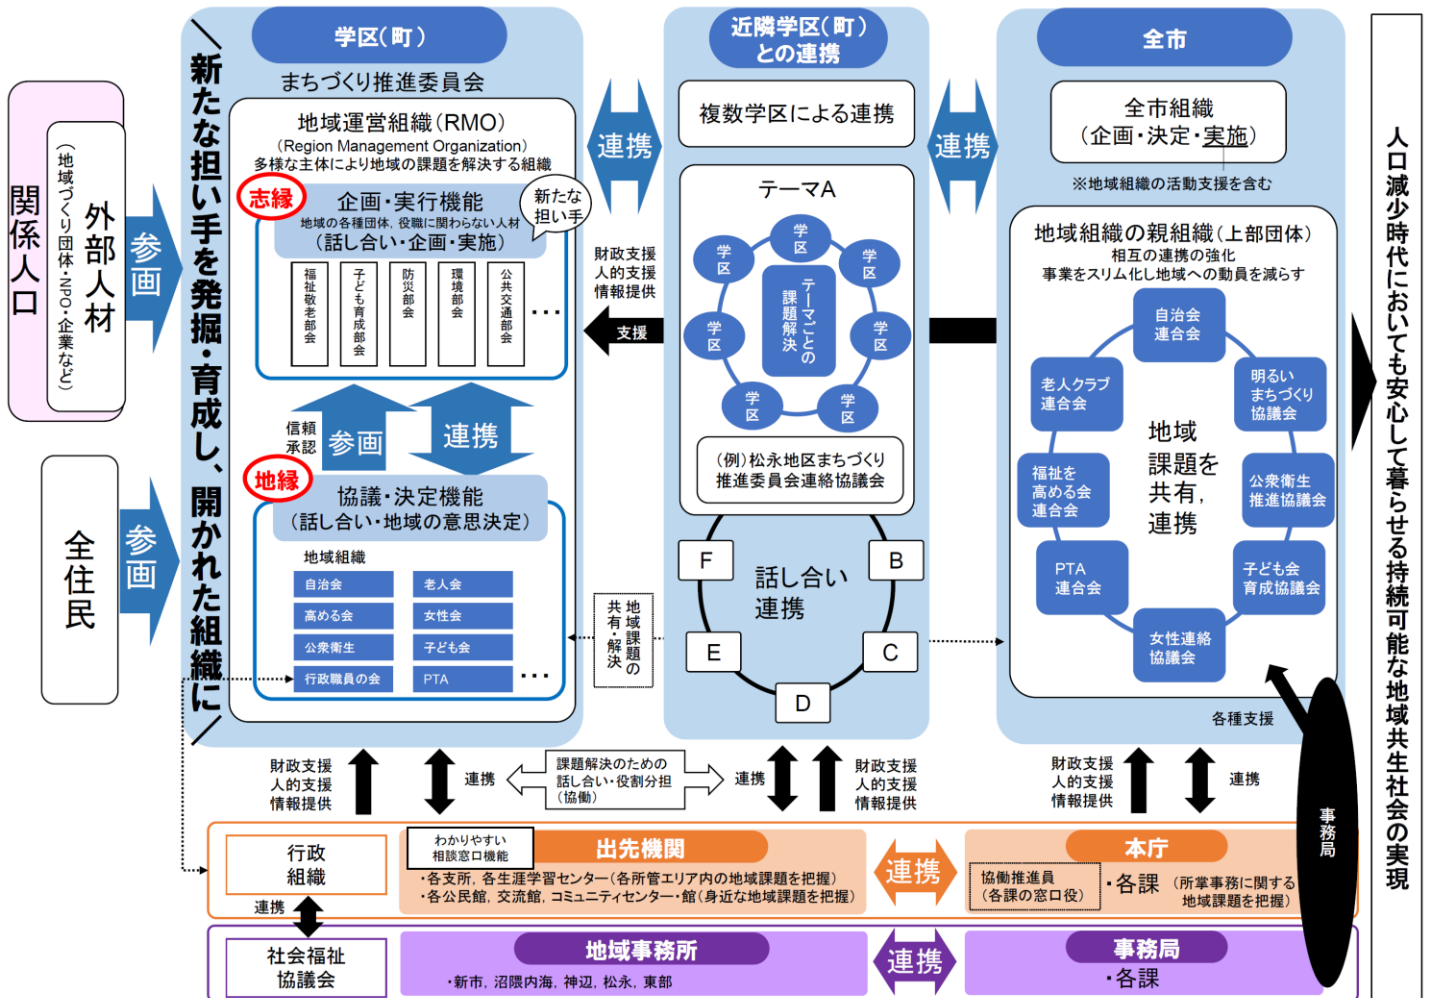 関係人口
外部人材
（地域づくり団体・NPO・企業など）
参画
全住民
参画
＼新たな担い手を発掘・育成し、開かれた組織に／
学区（町）
まちづくり推進委員会
地域運営組織（RMO）
(Region Management Organization)
多様な主体により地域の課題を解決する組織
志縁
企画・実行機能
地域の各種団体，役職に関わらない人材
（話し合い・企画・実施）
新たな
担い手
福祉敬老部会
子ども育成部会
防災部会
環境部会
公共交通部会
･･･
信頼
承認
参画
連携
地縁
協議・決定機能
（話し合い・地域の意思決定）
地域組織
自治会
老人会
高める会
女性会
公衆衛生
子ども会
行政職員の会
PTA
･･･
連携
財政支援
人的支援
情報提供
支援
地域課題の
共有・解決
近隣学区（町）
との連携
複数学区による連携
テーマA
学区
学区
学区
学区
学区
学区
学区
テーマごとの
課題解決
（例）松永地区まちづくり
推進委員会連絡協議会
F
B
話し合い
連携
E
C
D
連携
全市
全市組織
（企画・決定・実施）
※地域組織の活動支援を含む
地域組織の親組織（上部団体）
相互の連携の強化
事業をスリム化し地域への動員を減らす
自治会
連合会
老人クラブ
連合会
明るい
まちづくり
協議会
地域
課題を
共有，
連携
福祉を
高める会
連合会
公衆衛生
推進協議会
PTA
連合会
子ども会
育成協議会
女性連絡
協議会
各種支援
事務局
人口減少時代においても安心して暮らせる持続可能な地域共生社会の実現
財政支援
人的支援
情報提供
連携
課題解決のための
話し合い・役割分担
（協働）
連携
財政支援
人的支援
情報提供
財政支援
人的支援
情報提供
連携
行政
組織
わかりやすい
相談窓口機能
出先機関
・各支所，各生涯学習センター（各所管エリア内の地域課題を把握）
・各公民館，交流館，コミュニティセンター・館（身近な地域課題を把握）
連携
本庁
協働推進員
（各課の窓口役）
・各課
（所掌事務に関する
地域課題を把握）
連携
社会福祉
協議会
地域事務所
・新市，沼隈内海，神辺，松永，東部
連携
事務局
・各課